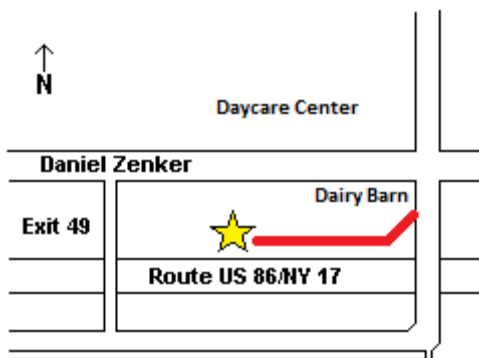 N
Daycare Center
Daniel Zenker
Dairy Barn
Exit 49
Route US 86/NY 17